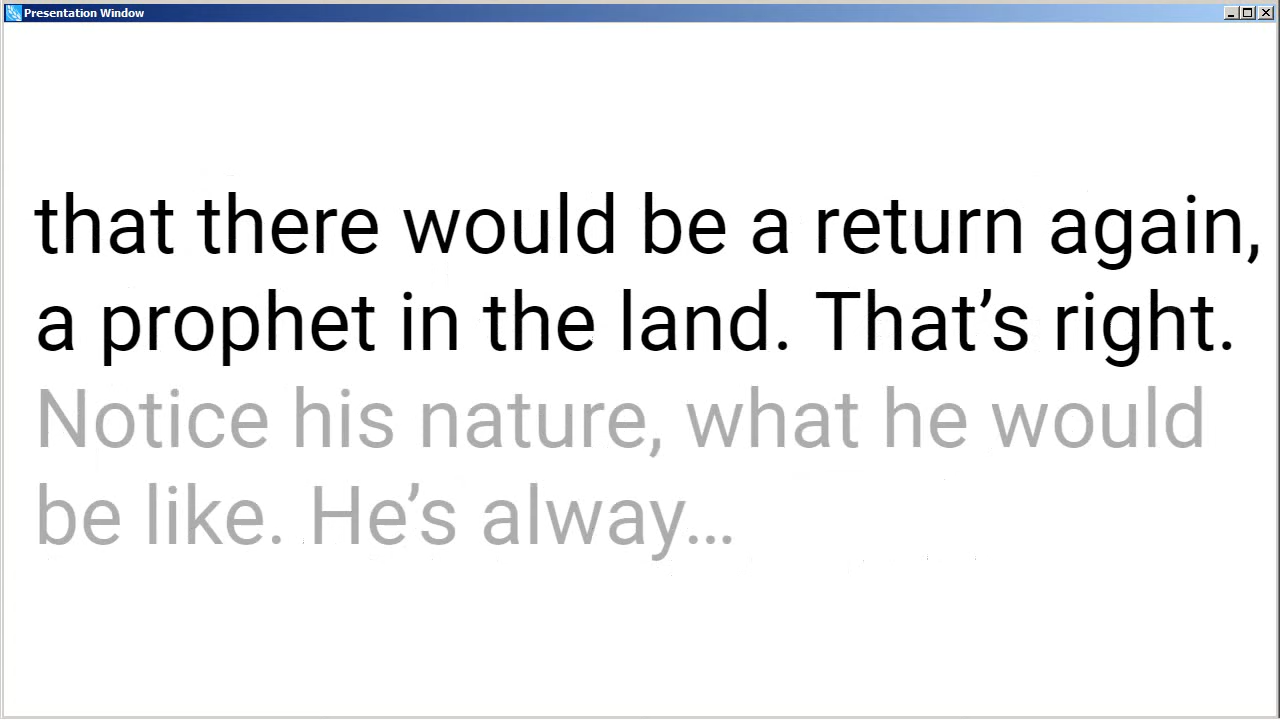 Presentation Window
that there would be a return again,
a prophet in the land. That’s right.
Notice his nature, what he would
be like. He’s alway…